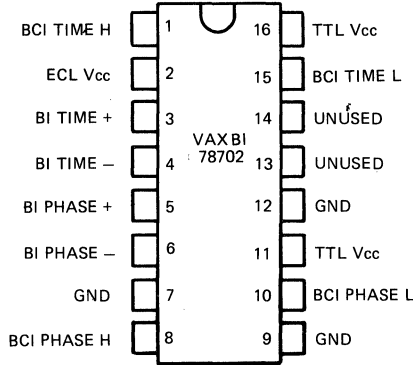 BCI TIME H 1 16 TTL Vcc
ECL Vcc 2 15 BCI TIME L
BI TIME + 3 14 UNUSED
VAX BI
78702
BI TIME − 4 13 UNUSED
BI PHASE + 5 12 GND
BI PHASE − 6 11 TTL Vcc
GND 7 10 BCI PHASE L
BCI PHASE H 8 9 GND